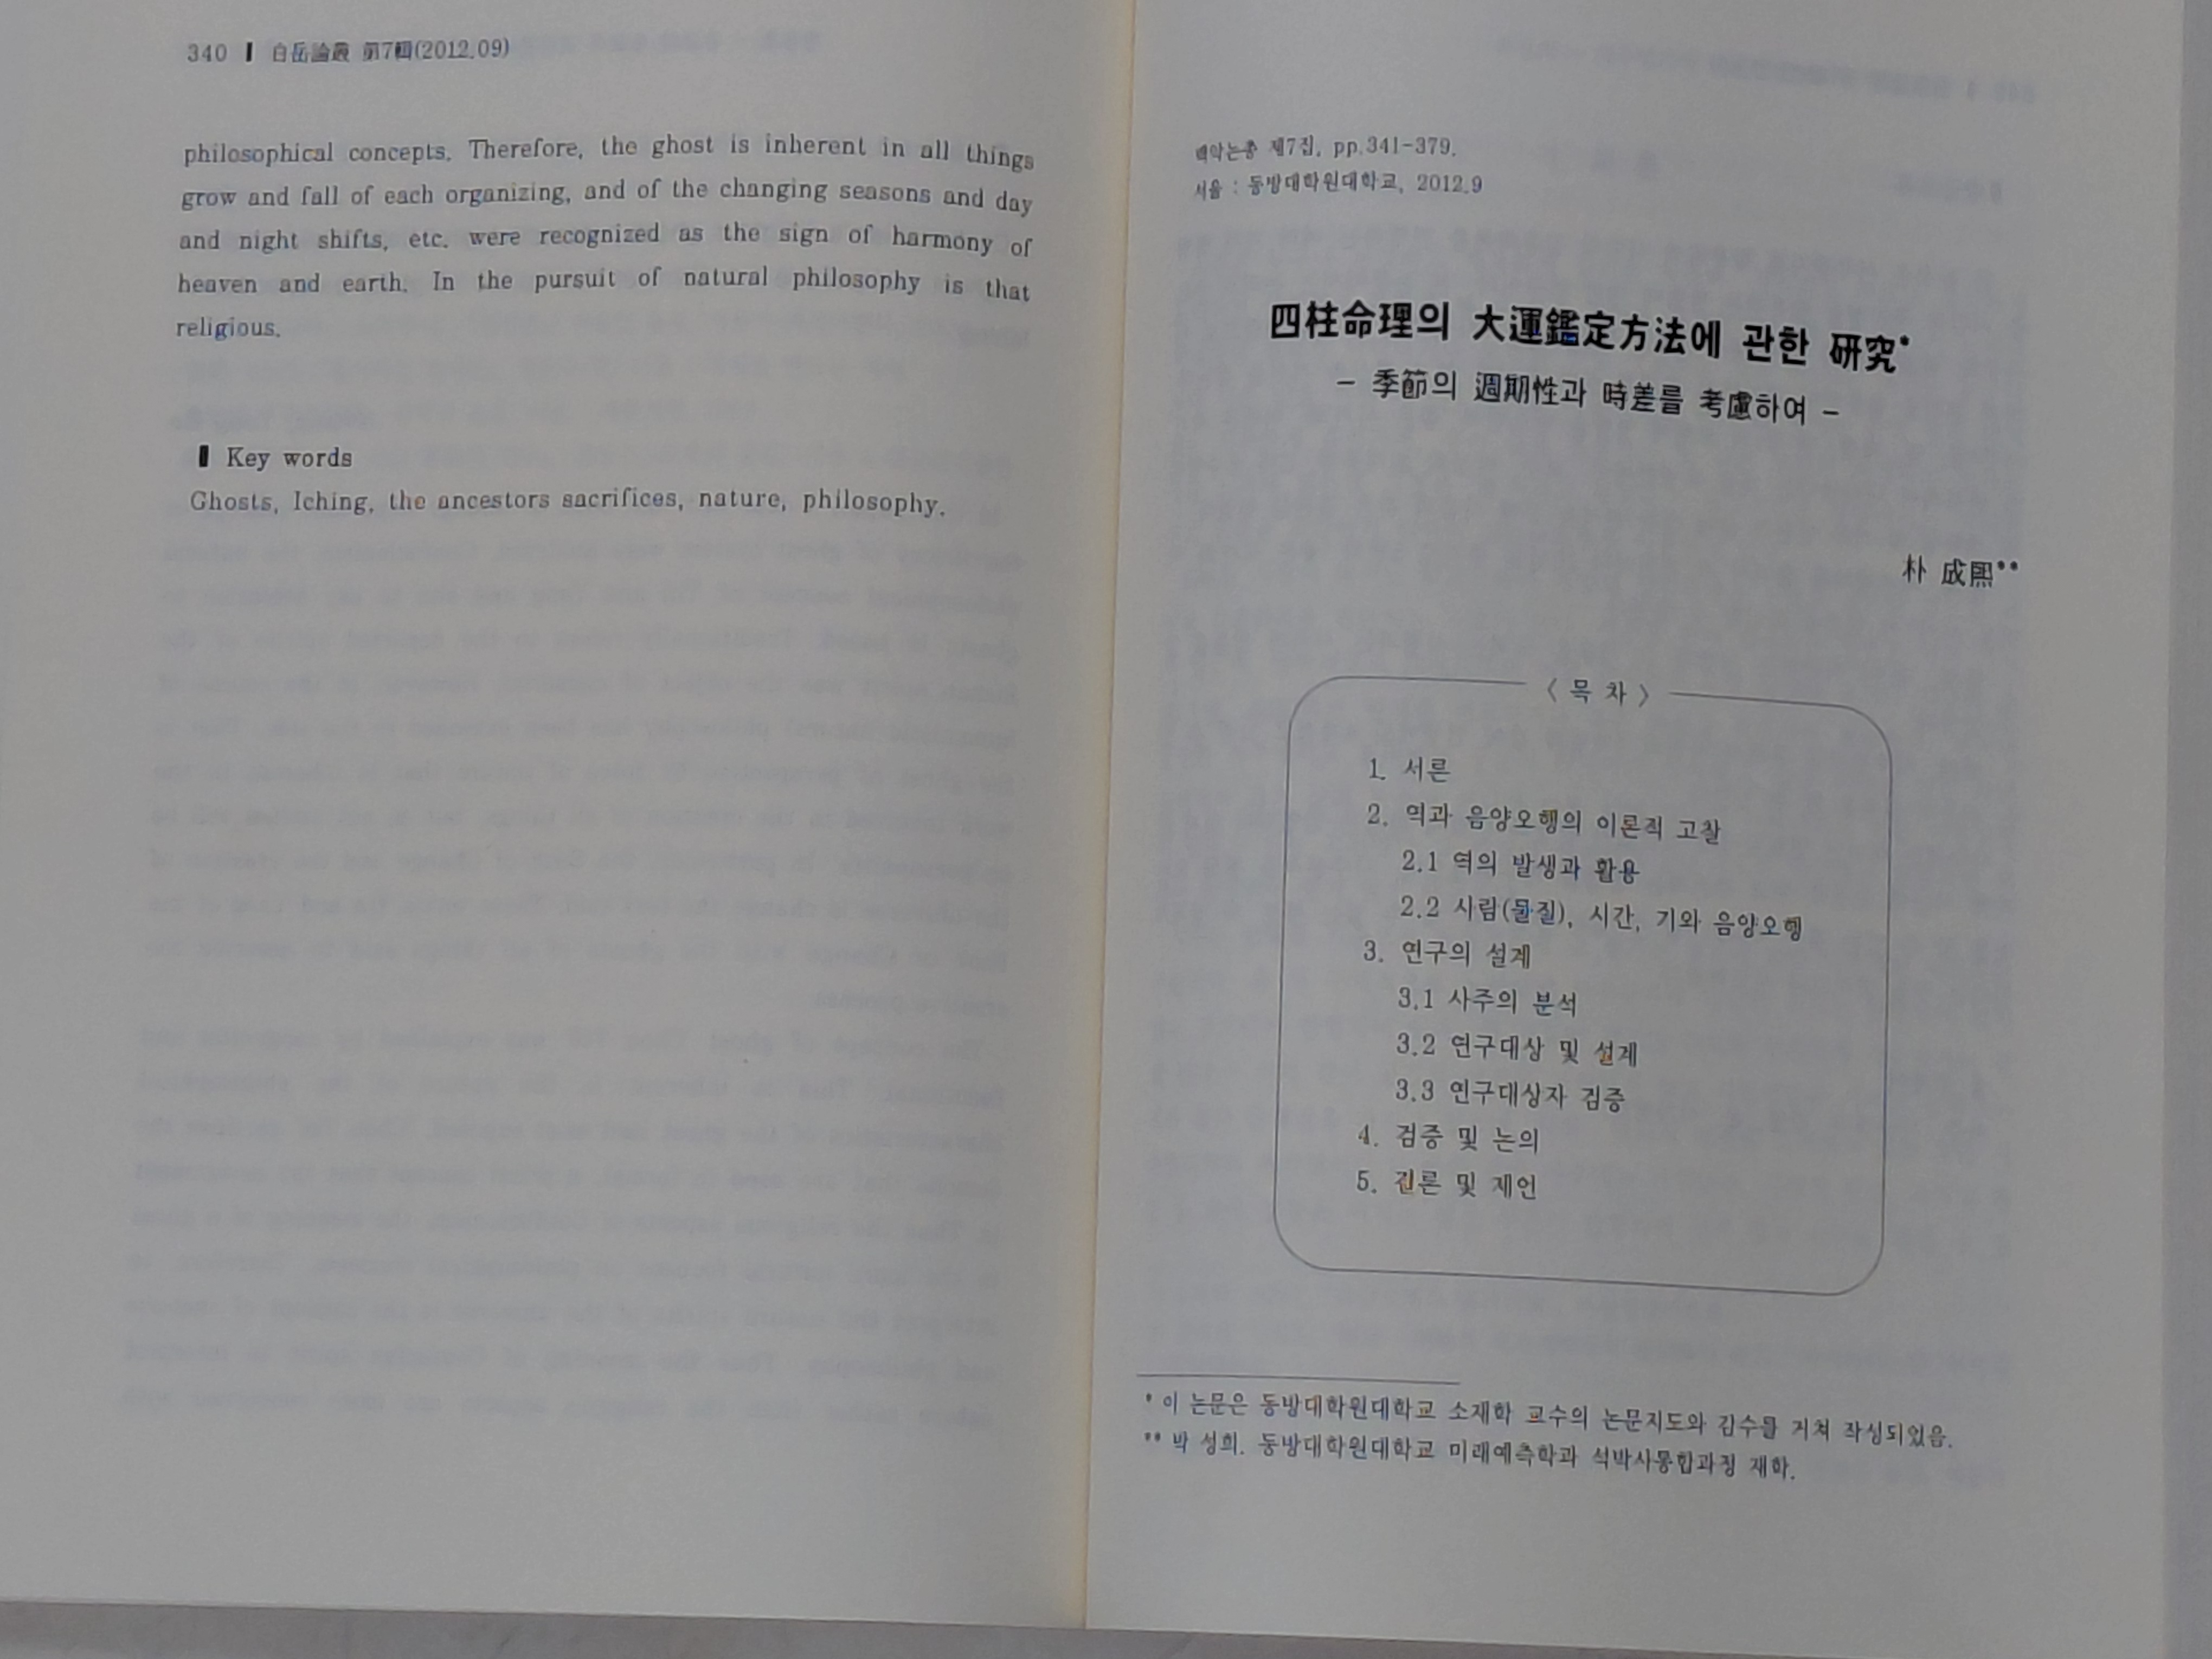 340 ▌ 白岳論叢 第7輯(2012.09)
philosophical concepts. Therefore, the ghost is inherent in all things
grow and fall of each organizing, and of the changing seasons and day
and night shifts, etc. were recognized as the sign of harmony of
heaven and earth. In the pursuit of natural philosophy is that
religious.
▌ Key words
Ghosts, Iching, the ancestors sacrifices, nature, philosophy.
백악논총 제7집, pp.341-379.
서울 : 동방대학원대학교, 2012.9
四柱命理의 大運鑑定方法에 관한 研究*
- 季節의 週期性과 時差를 考慮하여 -
朴 成熙**
〈 목 차 〉
1. 서론
2. 역과 음양오행의 이론적 고찰
2.1 역의 발생과 활용
2.2 사람(물질), 시간, 기와 음양오행
3. 연구의 설계
3.1 사주의 분석
3.2 연구대상 및 설계
3.3 연구대상자 검증
4. 검증 및 논의
5. 결론 및 제언
* 이 논문은 동방대학원대학교 소재학 교수의 논문지도와 감수를 거쳐 작성되었음.
** 박 성희. 동방대학원대학교 미래예측학과 석박사통합과정 재학.